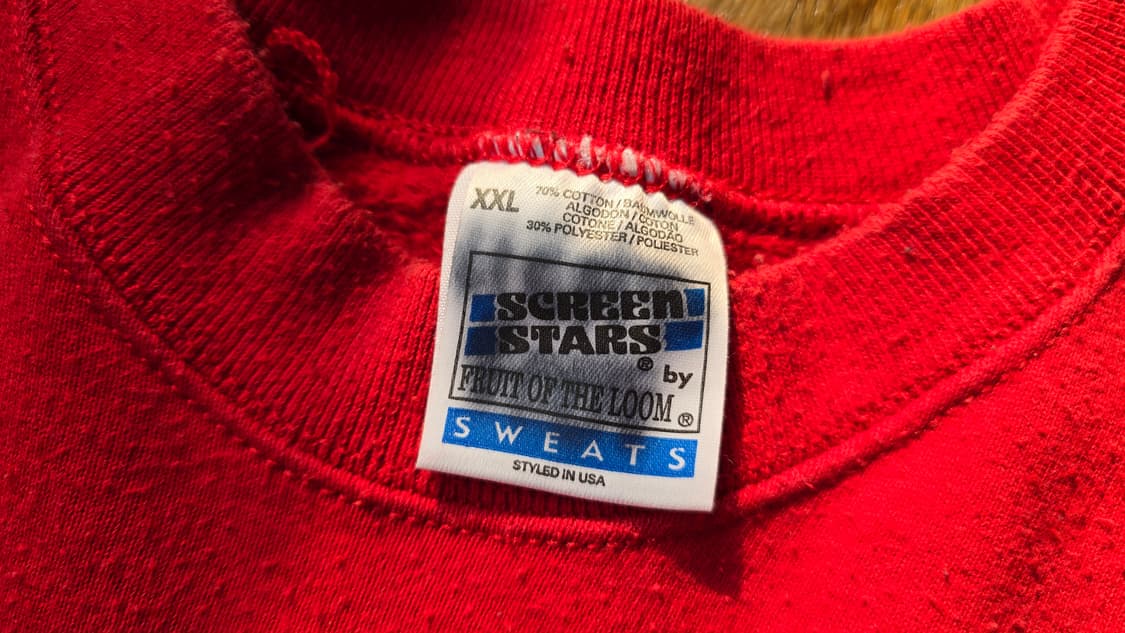 XXL
70% COTTON / BAUMWOLLE
ALGODON / COTON
COTONE / ALGODÃO
30% POLYESTER / POLIESTER
SCREEN
STARS®
by
FRUIT OF THE LOOM®
SWEATS
STYLED IN USA